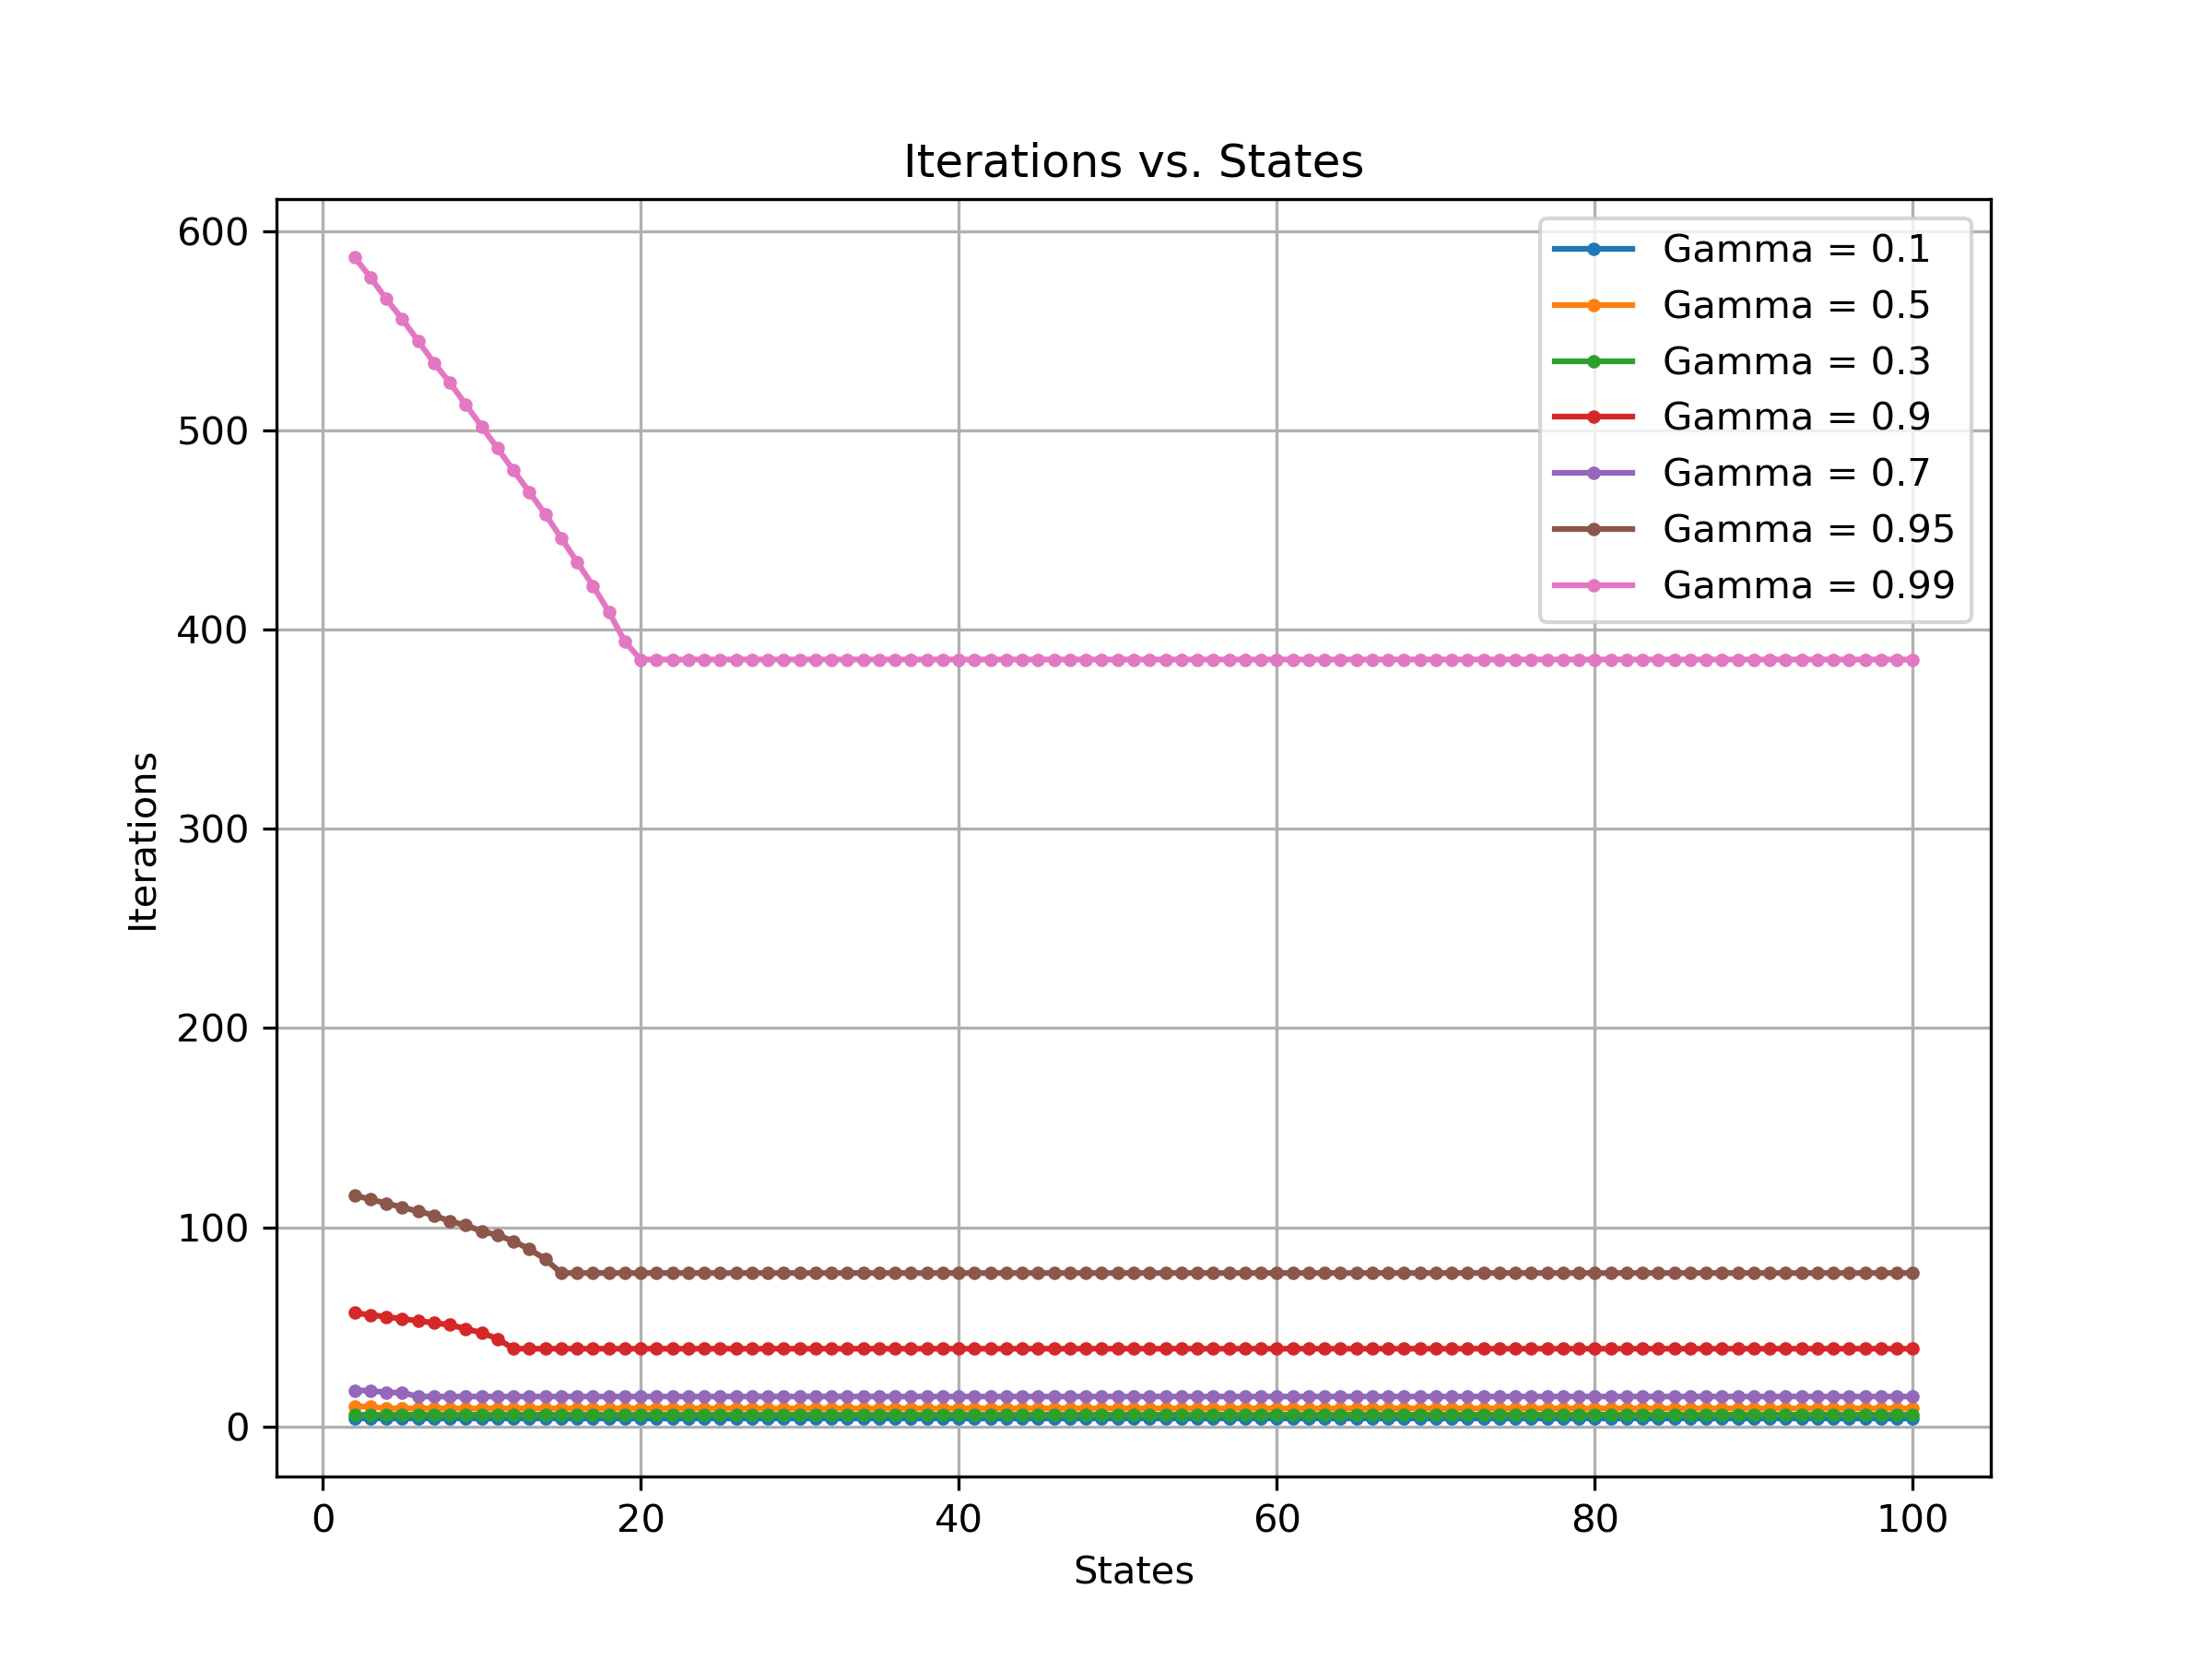 Iterations vs. States
600
500
400
300
200
100
0
Iterations
0 20 40 60 80 100
States
Gamma = 0.1
Gamma = 0.5
Gamma = 0.3
Gamma = 0.9
Gamma = 0.7
Gamma = 0.95
Gamma = 0.99